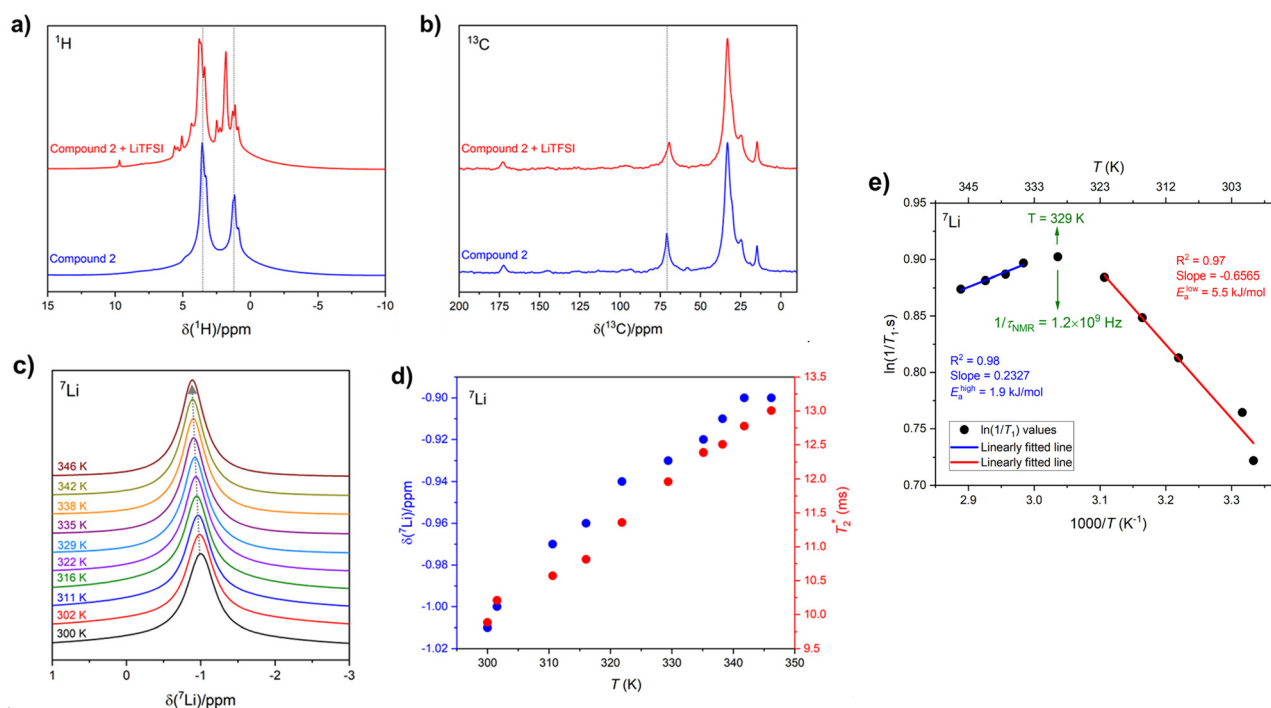 a)
¹H
Compound 2 + LiTFSI
Compound 2
15 10 5 0 -5 -10
δ(¹H)/ppm
b)
¹³C
Compound 2 + LiTFSI
Compound 2
200 175 150 125 100 75 50 25 0
δ(¹³C)/ppm
c)
⁷Li
346 K
342 K
338 K
335 K
329 K
322 K
316 K
311 K
302 K
300 K
1 0 -1 -2 -3
δ(⁷Li)/ppm
d)
⁷Li
δ(⁷Li)/ppm
-0.90
-0.92
-0.94
-0.96
-0.98
-1.00
-1.02
13.5
13.0
12.5
12.0
11.5
11.0
10.5
10.0
9.5
T₂* (ms)
300 310 320 330 340 350
T (K)
e)
T (K)
345 333 323 312 303
⁷Li
T = 329 K
1/τNMR = 1.2×10⁹ Hz
R² = 0.97
Slope = -0.6565
Eₐˡᵒʷ = 5.5 kJ/mol
R² = 0.98
Slope = 0.2327
Eₐʰⁱᵍʰ = 1.9 kJ/mol
ln(1/T₁) values
Linearly fitted line
Linearly fitted line
ln(1/T₁.s)
0.95
0.90
0.85
0.80
0.75
0.70
2.9 3.0 3.1 3.2 3.3
1000/T (K⁻¹)